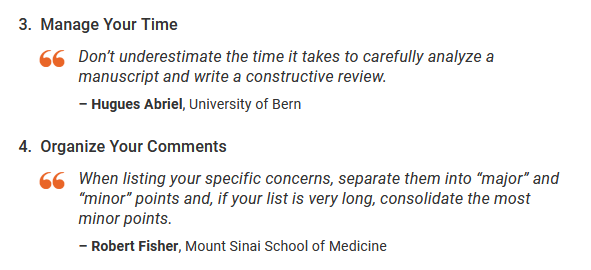 3. Manage Your Time
“ Don’t underestimate the time it takes to carefully analyze a
manuscript and write a constructive review.
– Hugues Abriel, University of Bern
4. Organize Your Comments
“ When listing your specific concerns, separate them into “major” and
“minor” points and, if your list is very long, consolidate the most
minor points.
– Robert Fisher, Mount Sinai School of Medicine